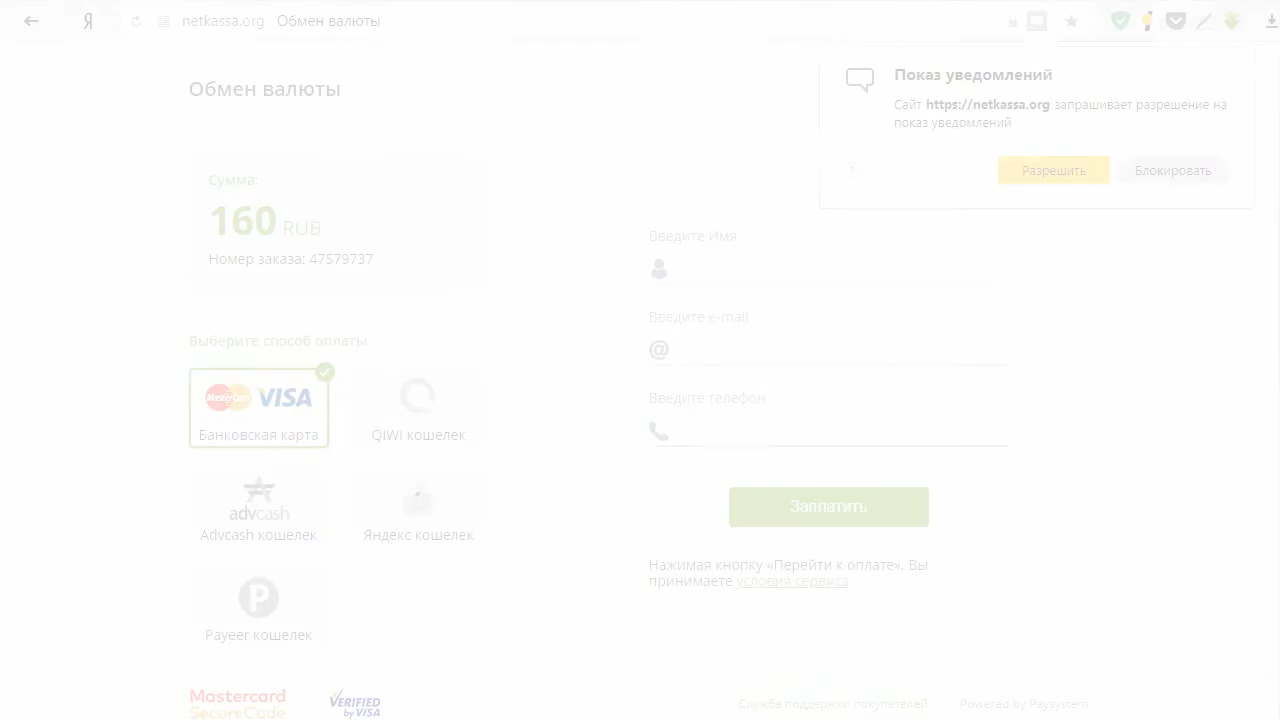 netkassa.org Обмен валюты
Обмен валюты
Показ уведомлений
Сайт https://netkassa.org запрашивает разрешение на
показ уведомлений
?
Разрешить
Блокировать
Сумма:
160 RUB
Номер заказа: 47579737
Выберите способ оплаты
MasterCard VISA
Банковская карта
QIWI кошелек
advcash
Advcash кошелек
Яндекс кошелек
P
Payeer кошелек
Введите Имя
Введите e-mail
@
Введите телефон
Заплатить
Нажимая кнопку «Перейти к оплате», Вы
принимаете условия сервиса
Mastercard
SecureCode
VERIFIED
by VISA
Служба поддержки покупателей
Powered by Paysystem